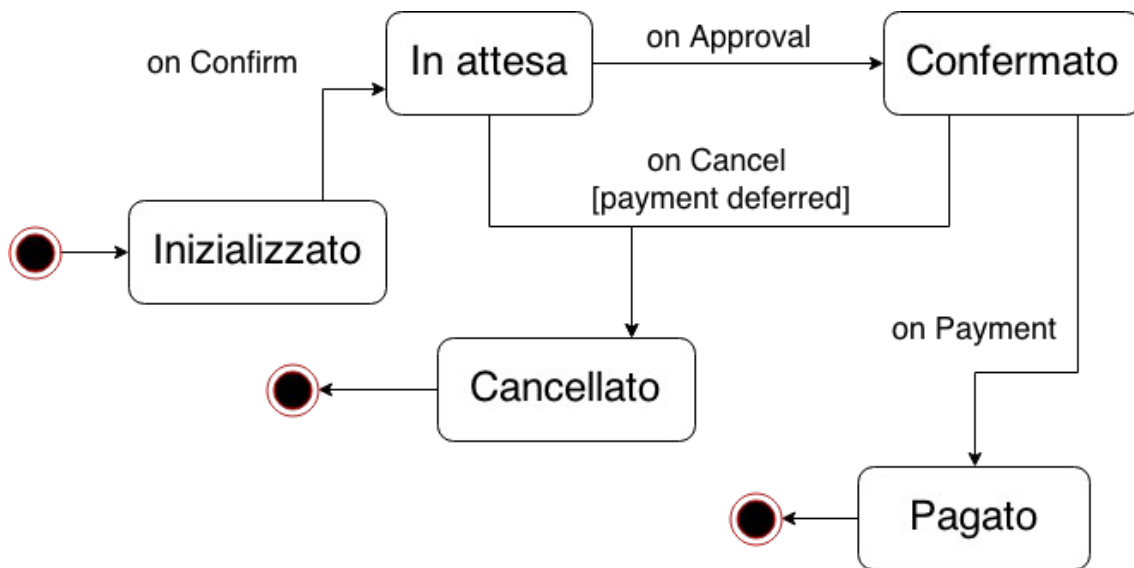 on Confirm
In attesa
on Approval
Confermato
on Cancel
[payment deferred]
Inizializzato
on Payment
Cancellato
Pagato